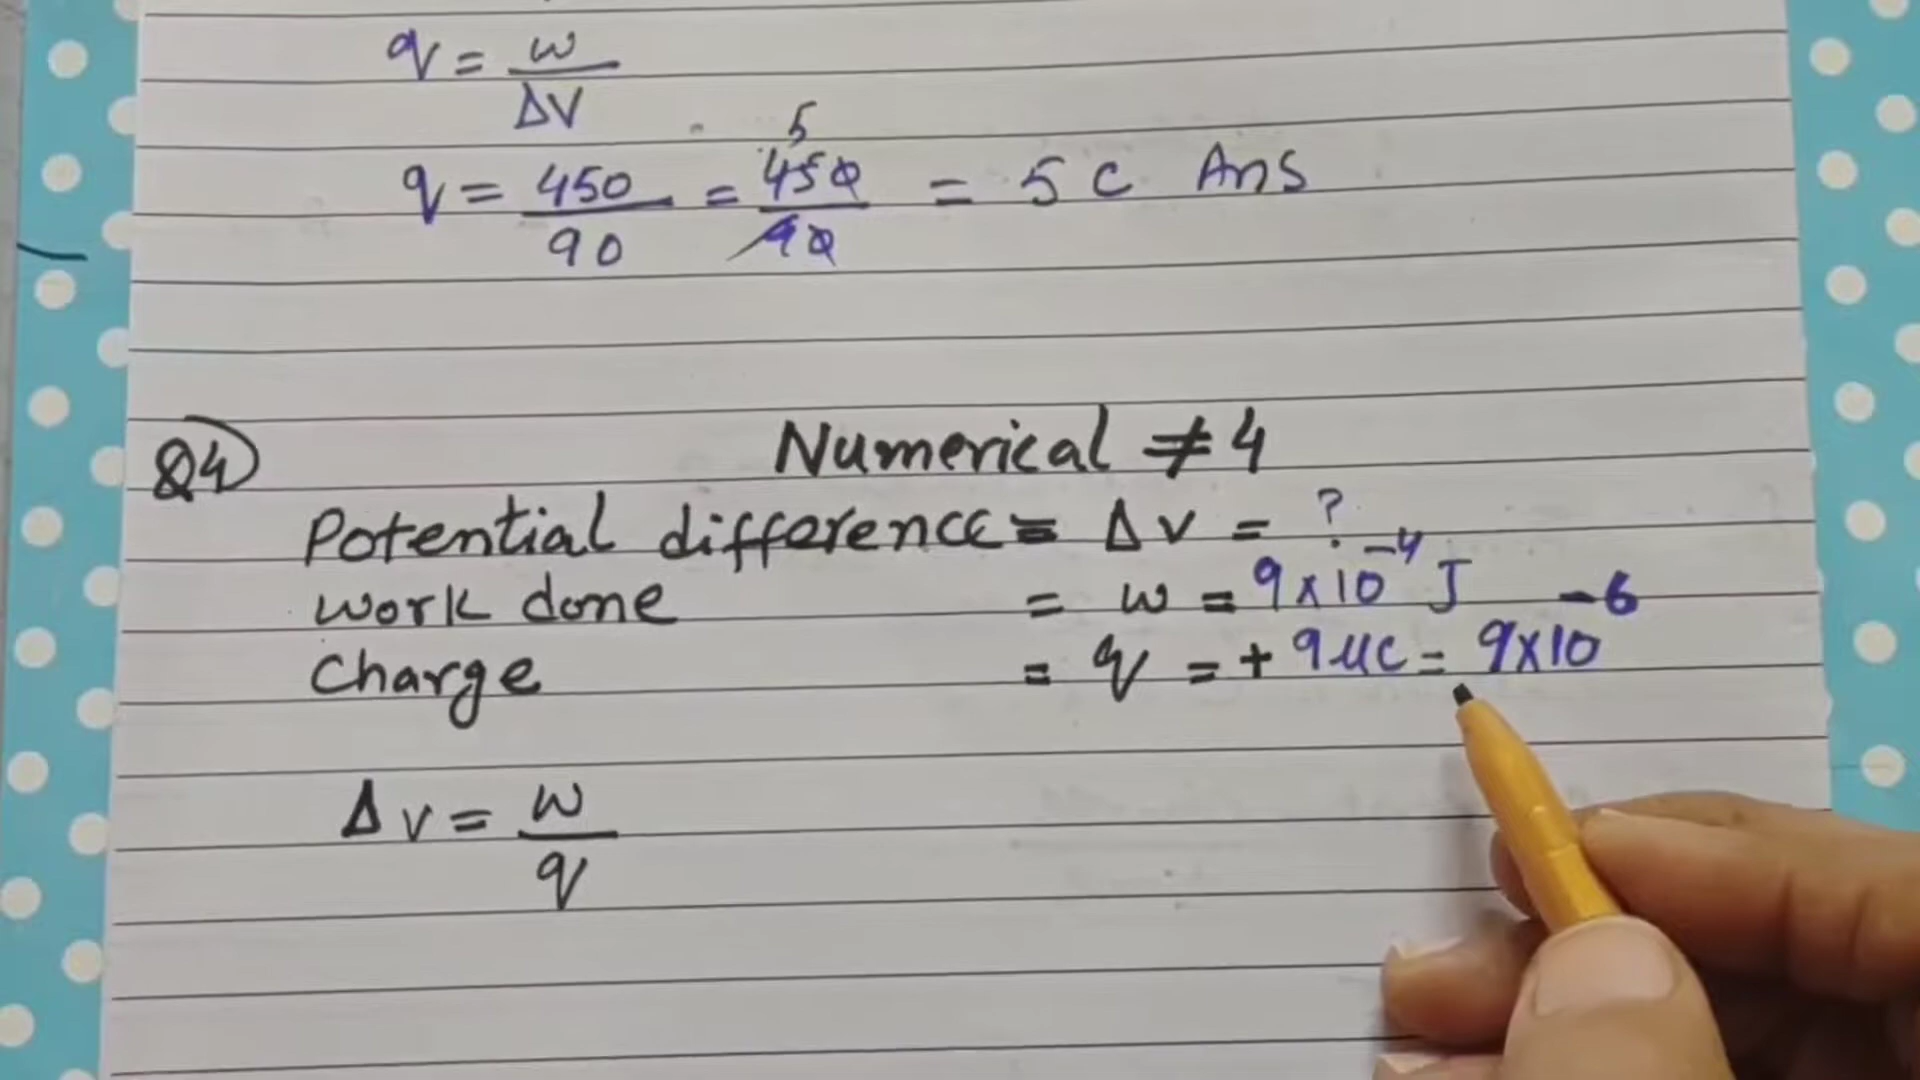 q = w/ΔV
q = 450/90 = 450/90 5 = 5 C Ans
Q4) Numerical ≠ 4
Potential difference = ΔV = ?
work done = w = 9×10⁻⁴ J
charge = q = + 9μC = 9×10⁻⁶
ΔV = w/q